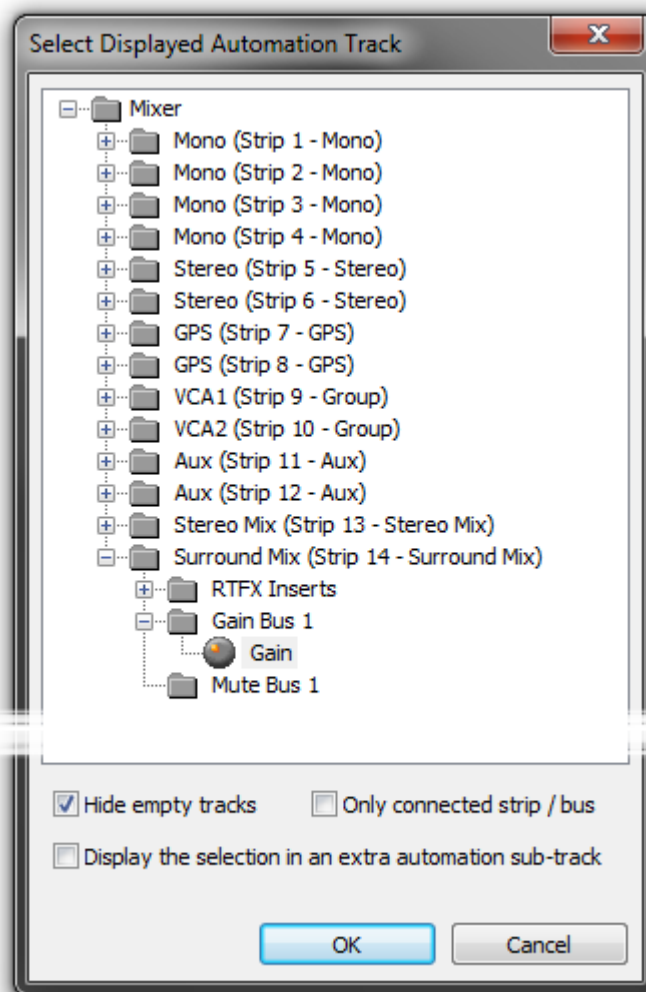 Select Displayed Automation Track
Mixer
Mono (Strip 1 - Mono)
Mono (Strip 2 - Mono)
Mono (Strip 3 - Mono)
Mono (Strip 4 - Mono)
Stereo (Strip 5 - Stereo)
Stereo (Strip 6 - Stereo)
GPS (Strip 7 - GPS)
GPS (Strip 8 - GPS)
VCA1 (Strip 9 - Group)
VCA2 (Strip 10 - Group)
Aux (Strip 11 - Aux)
Aux (Strip 12 - Aux)
Stereo Mix (Strip 13 - Stereo Mix)
Surround Mix (Strip 14 - Surround Mix)
RTFX Inserts
Gain Bus 1
Gain
Mute Bus 1
Hide empty tracks Only connected strip / bus
Display the selection in an extra automation sub-track
OK Cancel